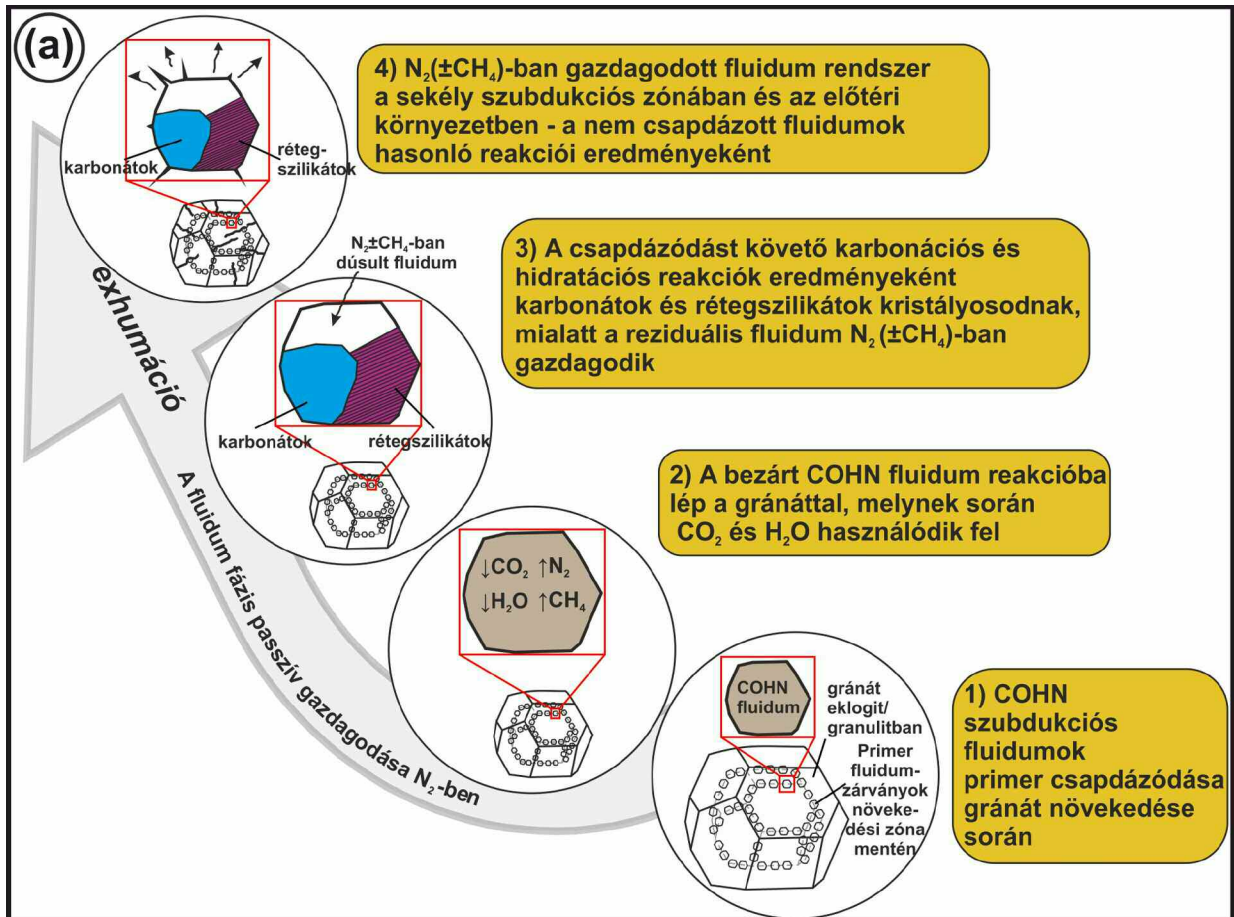 (a)
4) N₂(±CH₄)-ban gazdagodott fluidum rendszer
a sekély szubdukciós zónában és az előtéri
környezetben - a nem csapdázott fluidumok
hasonló reakciói eredményeként
karbonátok
réteg-
szilikátok
3) A csapdázódást követő karbonációs és
hidratációs reakciók eredményeként
karbonátok és rétegszilikátok kristályosodnak,
mialatt a reziduális fluidum N₂(±CH₄)-ban
gazdagodik
N₂±CH₄-ban
dúsult fluidum
karbonátok
rétegszilikátok
exhumáció
2) A bezárt COHN fluidum reakcióba
lép a gránáttal, melynek során
CO₂ és H₂O használódik fel
↓CO₂ ↑N₂
↓H₂O ↑CH₄
A fluidum fázis passzív gazdagodása N₂-ben
COHN
fluidum
gránát
eklogit/
granulitban
Primer
fluidum-
zárványok
növeke-
dési zóna
mentén
1) COHN
szubdukciós
fluidumok
primer csapdázódása
gránát növekedése
során